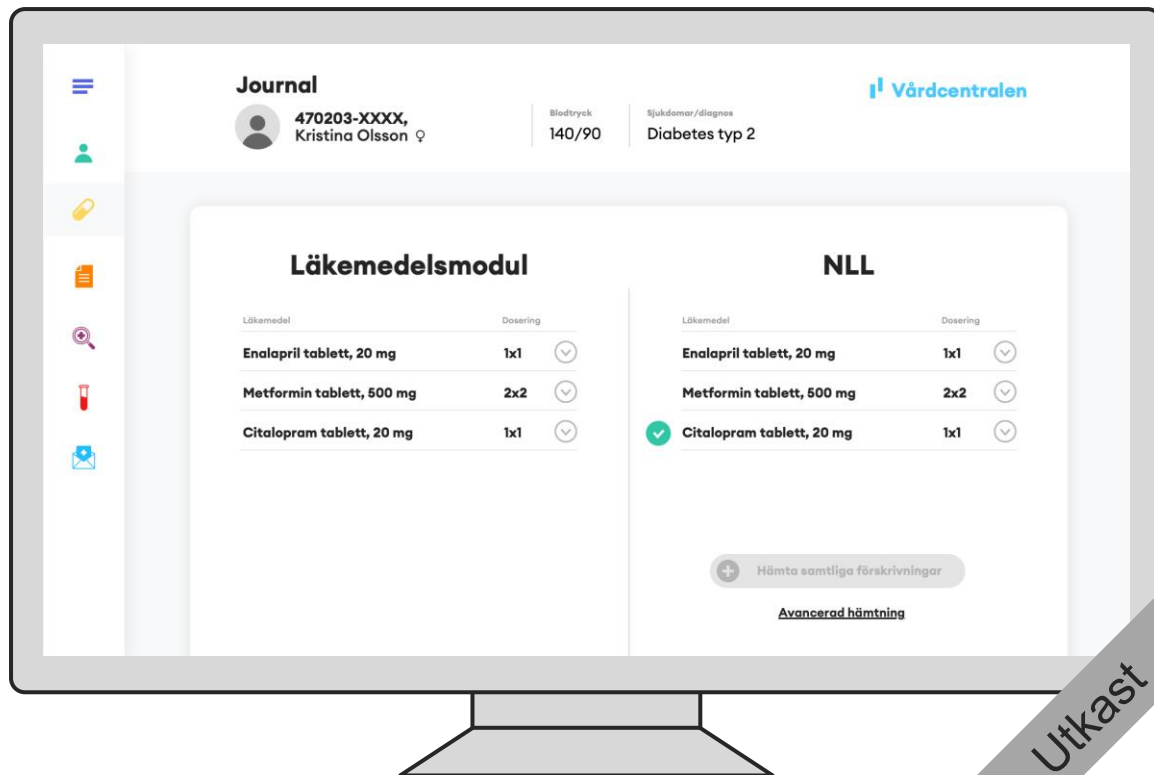 Journal
Vårdcentralen
470203-XXXX,
Kristina Olsson ♀
Blodtryck
140/90
Sjukdomar/diagnos
Diabetes typ 2
Läkemedelsmodul
Läkemedel Dosering
Enalapril tablett, 20 mg 1x1
Metformin tablett, 500 mg 2x2
Citalopram tablett, 20 mg 1x1
NLL
Läkemedel Dosering
Enalapril tablett, 20 mg 1x1
Metformin tablett, 500 mg 2x2
Citalopram tablett, 20 mg 1x1
Hämta samtliga förskrivningar
Avancerad hämtning
Utkast